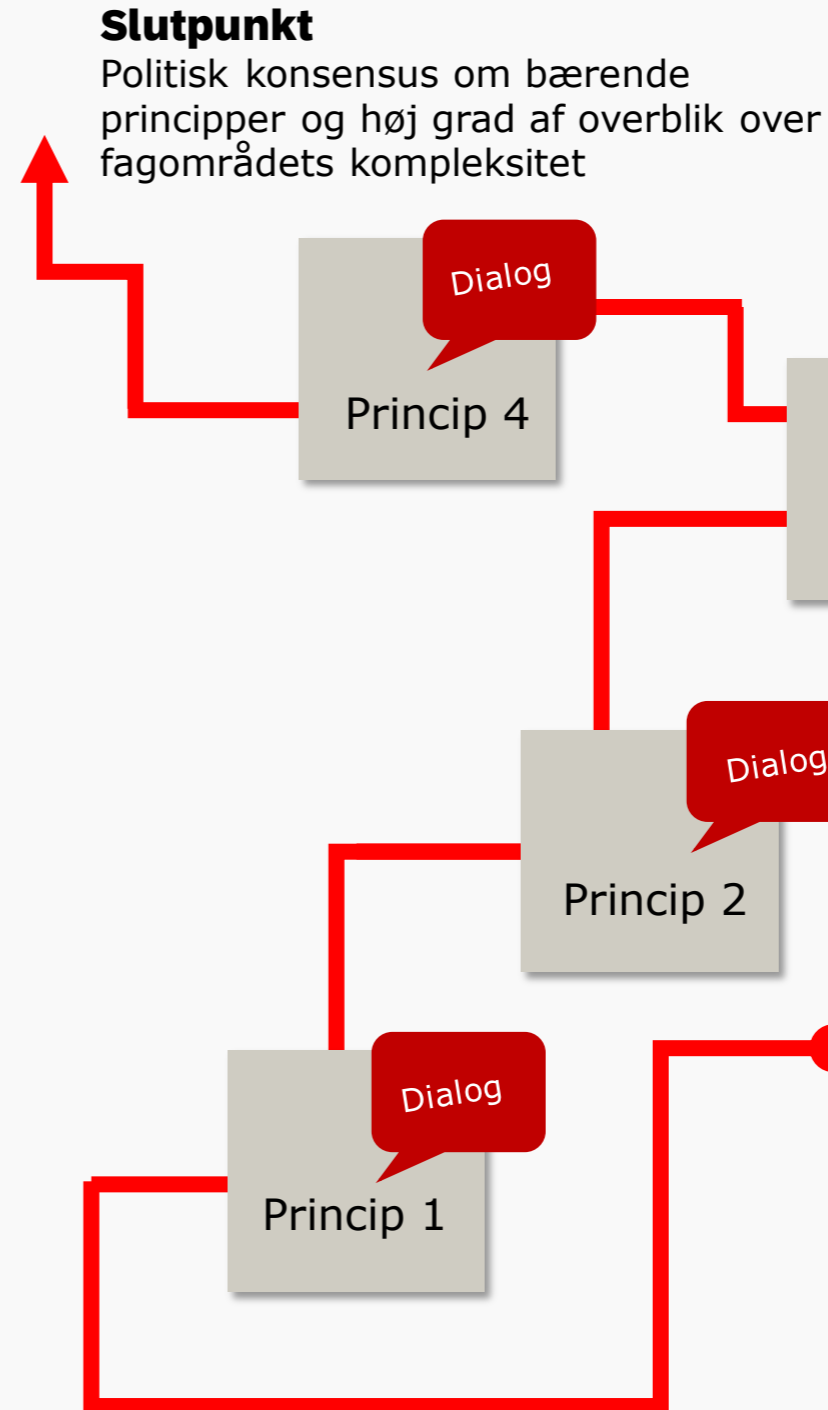 Slutpunkt
Politisk konsensus om bærende
principper og høj grad af overblik over
fagområdets kompleksitet
Dialog
Princip 4
Dialog
Princip 2
Dialog
Princip 1